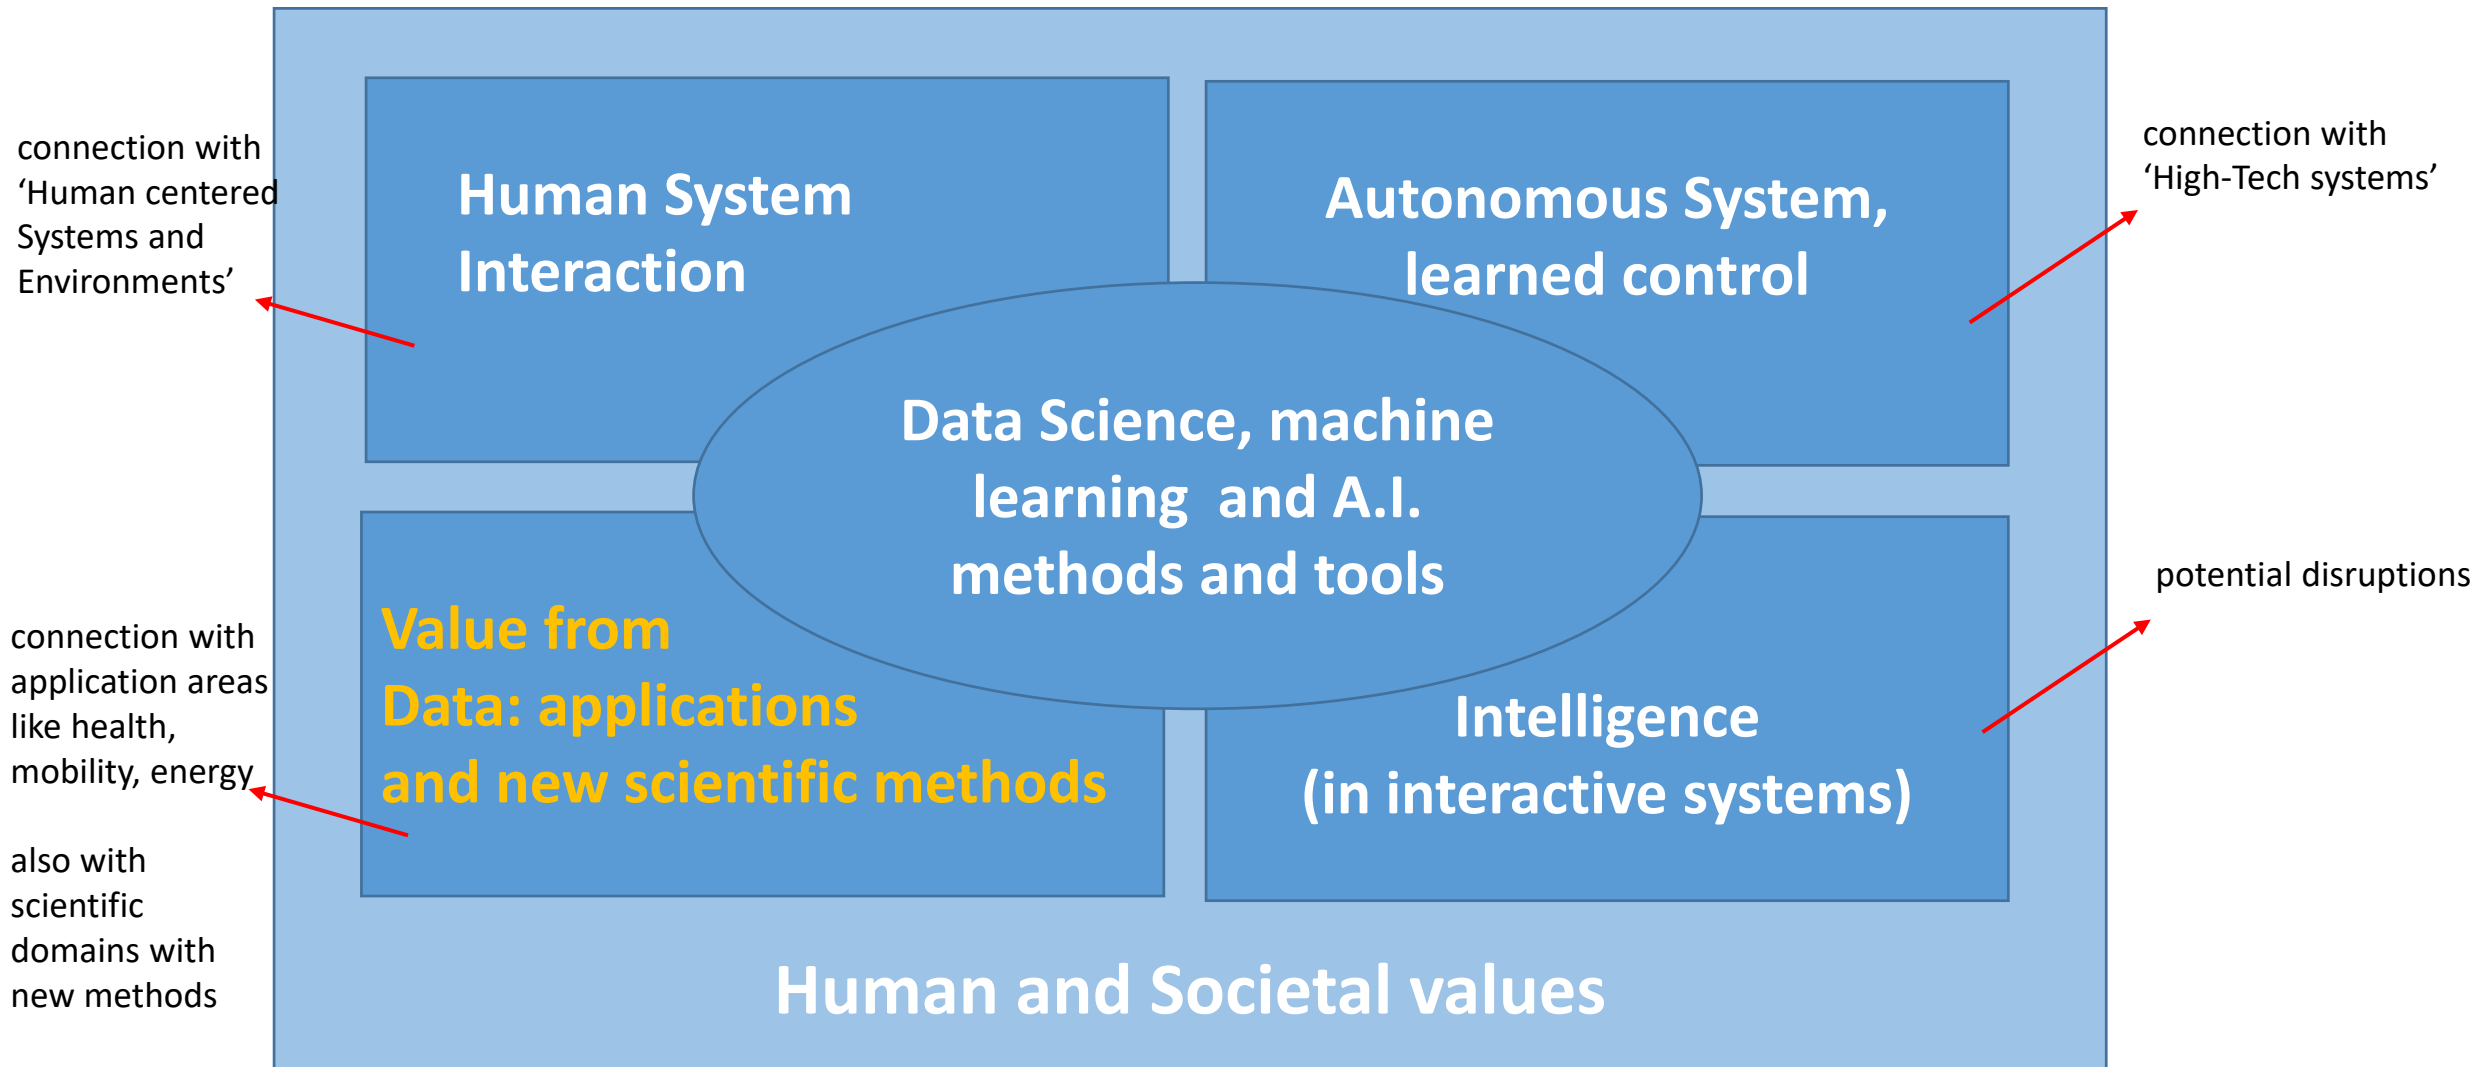 connection with
‘Human centered
Systems and
Environments’
Human System
Interaction
Autonomous System,
learned control
connection with
‘High-Tech systems’
Data Science, machine
learning and A.I.
methods and tools
connection with
application areas
like health,
mobility, energy
also with
scientific
domains with
new methods
Value from
Data: applications
and new scientific methods
Intelligence
(in interactive systems)
potential disruptions
Human and Societal values